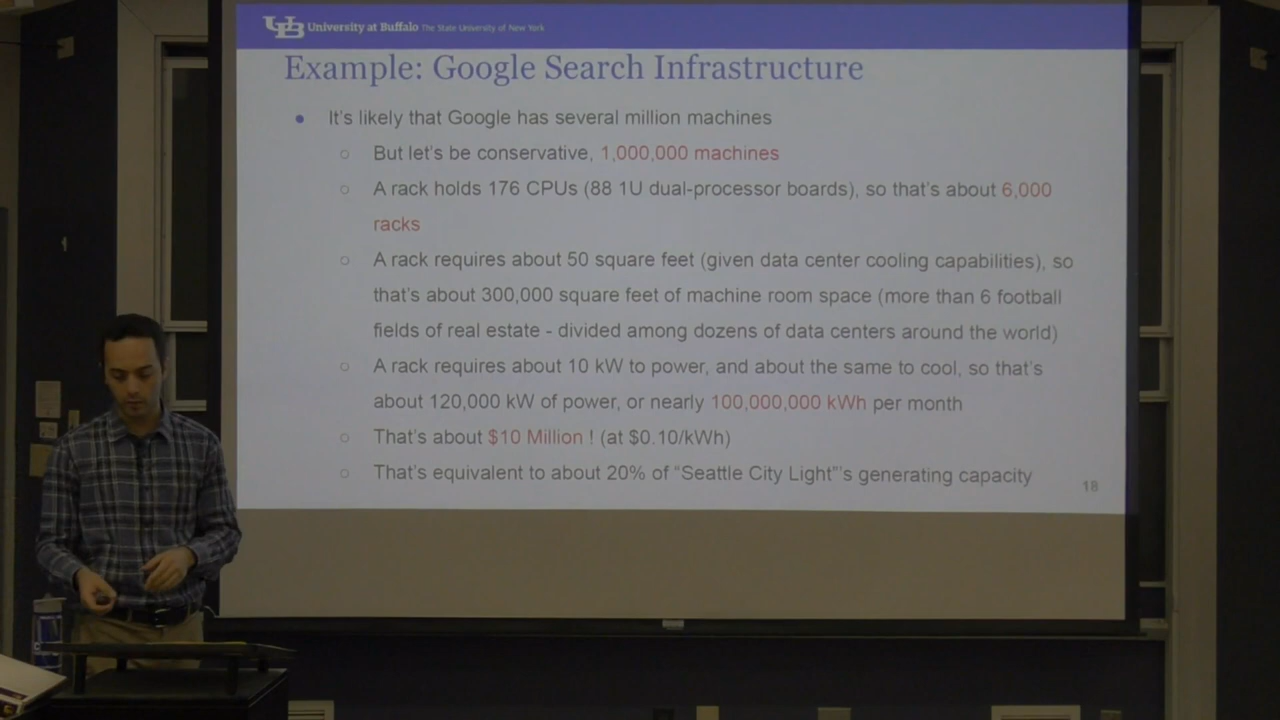 UB University at Buffalo The State University of New York
Example: Google Search Infrastructure
It's likely that Google has several million machines
But let's be conservative, 1,000,000 machines
A rack holds 176 CPUs (88 1U dual-processor boards), so that's about 6,000
racks
A rack requires about 50 square feet (given data center cooling capabilities), so
that's about 300,000 square feet of machine room space (more than 6 football
fields of real estate - divided among dozens of data centers around the world)
A rack requires about 10 kW to power, and about the same to cool, so that's
about 120,000 kW of power, or nearly 100,000,000 kWh per month
That's about $10 Million ! (at $0.10/kWh)
That's equivalent to about 20% of “Seattle City Light”'s generating capacity
18